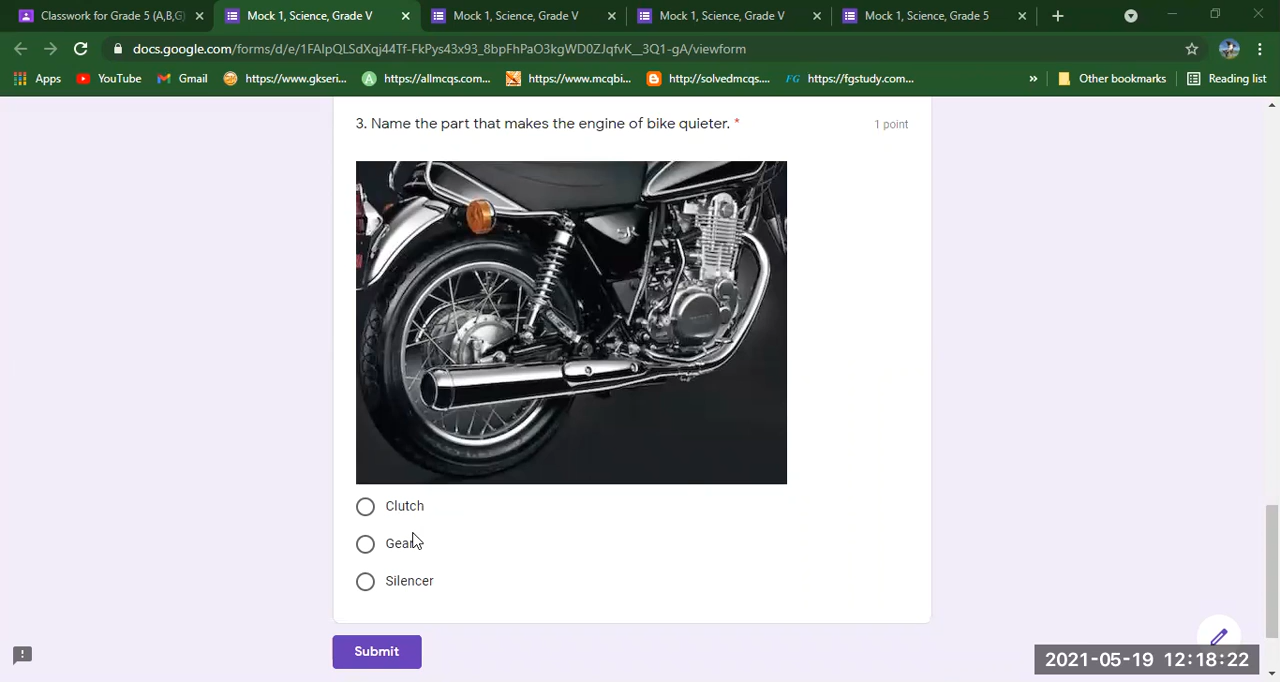 Classwork for Grade 5 (A,B,G)
Mock 1, Science, Grade V
Mock 1, Science, Grade V
Mock 1, Science, Grade V
Mock 1, Science, Grade 5
docs.google.com/forms/d/e/1FAIpQLSdXqj44Tf-FkPys43x93_8bpFhPaO3kgWD0ZJqfvK__3Q1-gA/viewform
Apps YouTube Gmail https://www.gkseri... https://allmcqs.com... https://www.mcqbi... http://solvedmcqs.... FG https://fgstudy.com... » Other bookmarks Reading list
3. Name the part that makes the engine of bike quieter. * 1 point
Clutch
Gear
Silencer
Submit
2021-05-19 12:18:22